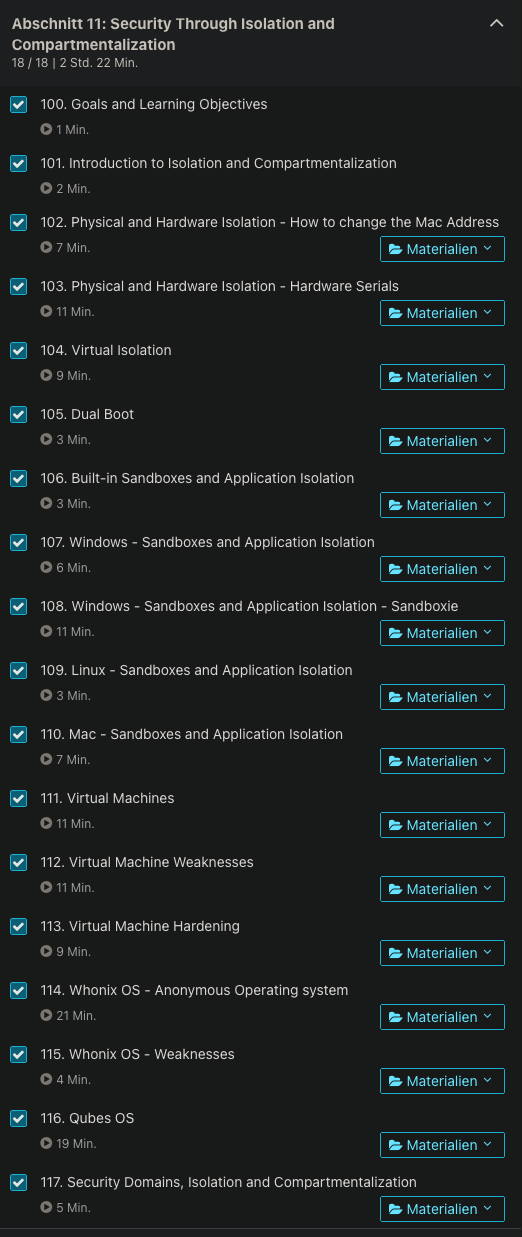 Abschnitt 11: Security Through Isolation and
Compartmentalization
18 / 18 | 2 Std. 22 Min.
100. Goals and Learning Objectives
1 Min.
101. Introduction to Isolation and Compartmentalization
2 Min.
102. Physical and Hardware Isolation - How to change the Mac Address
7 Min.
Materialien
103. Physical and Hardware Isolation - Hardware Serials
11 Min.
Materialien
104. Virtual Isolation
9 Min.
Materialien
105. Dual Boot
3 Min.
Materialien
106. Built-in Sandboxes and Application Isolation
3 Min.
Materialien
107. Windows - Sandboxes and Application Isolation
6 Min.
Materialien
108. Windows - Sandboxes and Application Isolation - Sandboxie
11 Min.
Materialien
109. Linux - Sandboxes and Application Isolation
3 Min.
Materialien
110. Mac - Sandboxes and Application Isolation
7 Min.
Materialien
111. Virtual Machines
11 Min.
Materialien
112. Virtual Machine Weaknesses
11 Min.
Materialien
113. Virtual Machine Hardening
9 Min.
Materialien
114. Whonix OS - Anonymous Operating system
21 Min.
Materialien
115. Whonix OS - Weaknesses
4 Min.
Materialien
116. Qubes OS
19 Min.
Materialien
117. Security Domains, Isolation and Compartmentalization
5 Min.
Materialien